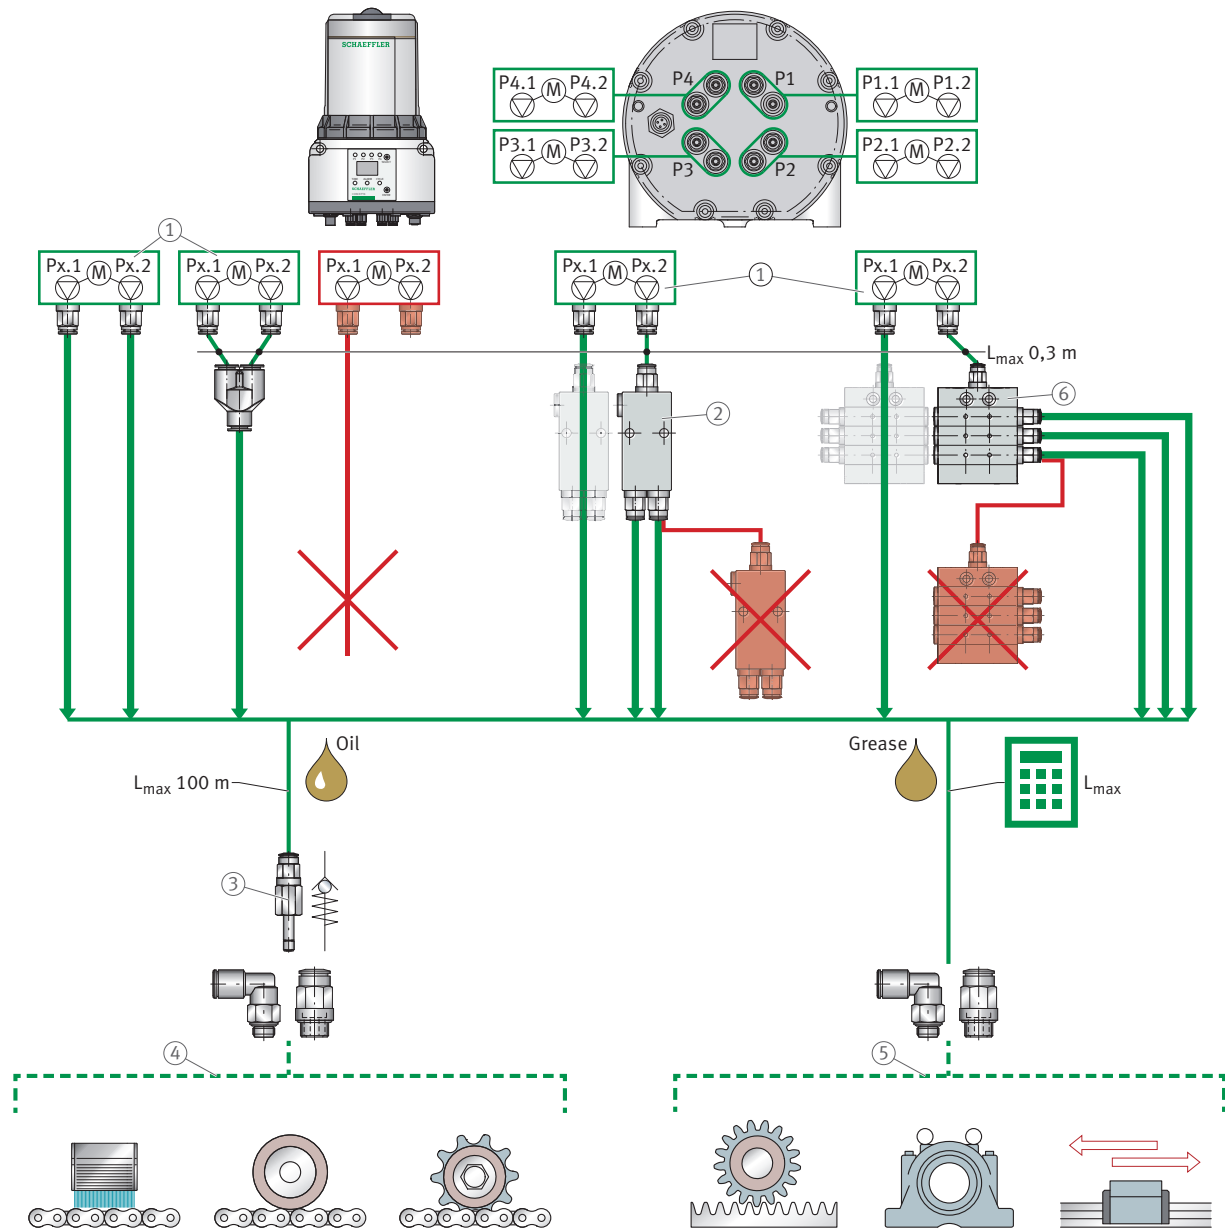 SCHAEFFLER
SCHAEFFLER
P4.1 M P4.2
P4 P1
P1.1 M P1.2
P3.1 M P3.2
P3 P2
P2.1 M P2.2
1
Px.1 M Px.2
Px.1 M Px.2
Px.1 M Px.2
Px.1 M Px.2
1
Px.1 M Px.2
Lmax 0,3 m
2
6
Oil
Lmax 100 m
Grease
Lmax
3
4
5